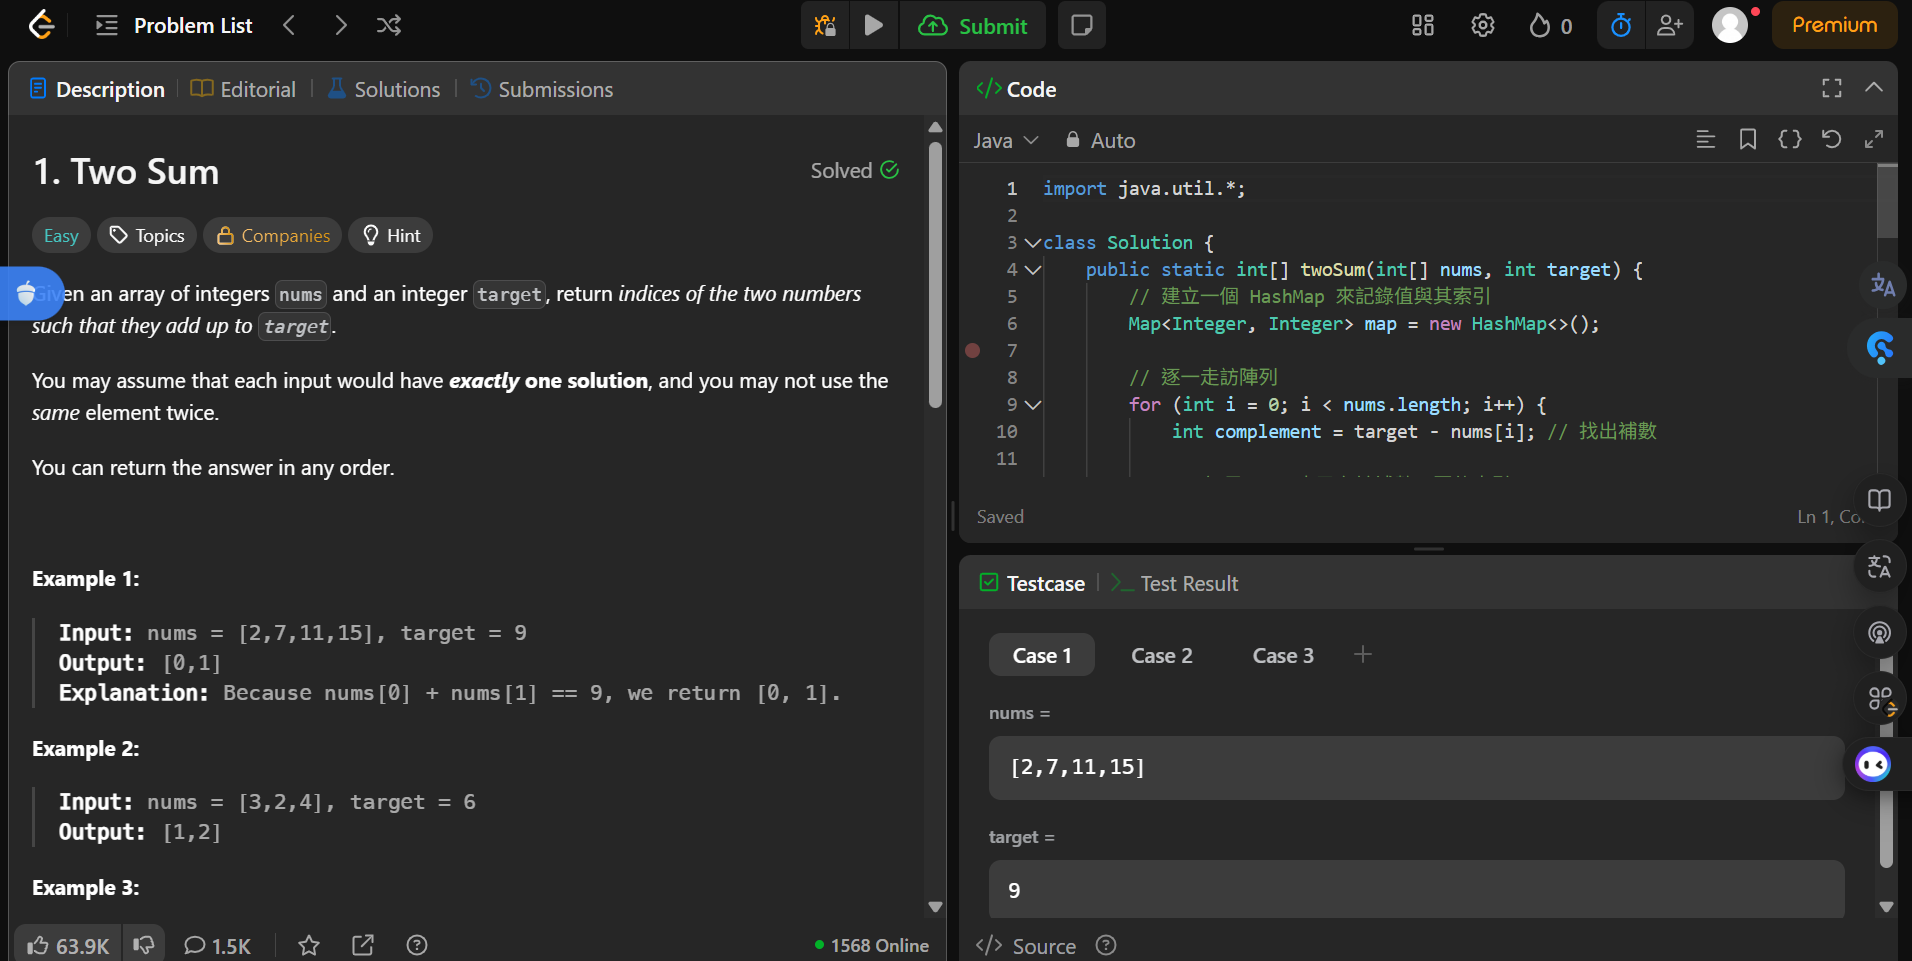 Problem List
Submit
0
Premium
Description
Editorial
Solutions
Submissions
1. Two Sum
Solved
Easy
Topics
Companies
Hint
Given an array of integers nums and an integer target, return indices of the two numbers
such that they add up to target.
You may assume that each input would have exactly one solution, and you may not use the
same element twice.
You can return the answer in any order.
Example 1:
Input: nums = [2,7,11,15], target = 9
Output: [0,1]
Explanation: Because nums[0] + nums[1] == 9, we return [0, 1].
Example 2:
Input: nums = [3,2,4], target = 6
Output: [1,2]
Example 3:
63.9K
1.5K
1568 Online
Code
Java
Auto
1 import java.util.*;
2
3 class Solution {
4 public static int[] twoSum(int[] nums, int target) {
5 // 建立一個 HashMap 來記錄值與其索引
6 Map<Integer, Integer> map = new HashMap<>();
7
8 // 逐一走訪陣列
9 for (int i = 0; i < nums.length; i++) {
10 int complement = target - nums[i]; // 找出補數
11
Saved
Ln 1,
Testcase
Test Result
Case 1
Case 2
Case 3
nums =
[2,7,11,15]
target =
9
Source